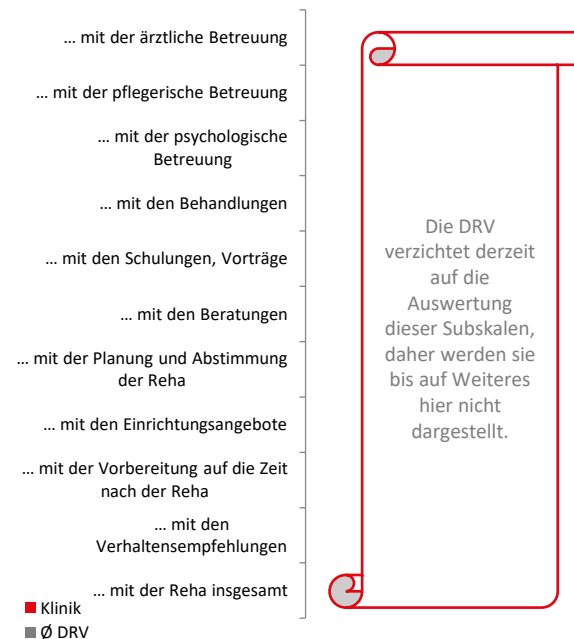 ... mit der ärztliche Betreuung
... mit der pflegerische Betreuung
... mit der psychologische
Betreuung
... mit den Behandlungen
... mit den Schulungen, Vorträge
... mit den Beratungen
... mit der Planung und Abstimmung
der Reha
... mit den Einrichtungsangebote
... mit der Vorbereitung auf die Zeit
nach der Reha
... mit den
Verhaltensempfehlungen
... mit der Reha insgesamt
Die DRV
verzichtet derzeit
auf die
Auswertung
dieser Subskalen,
daher werden sie
bis auf Weiteres
hier nicht
dargestellt.
Klinik
Ø DRV